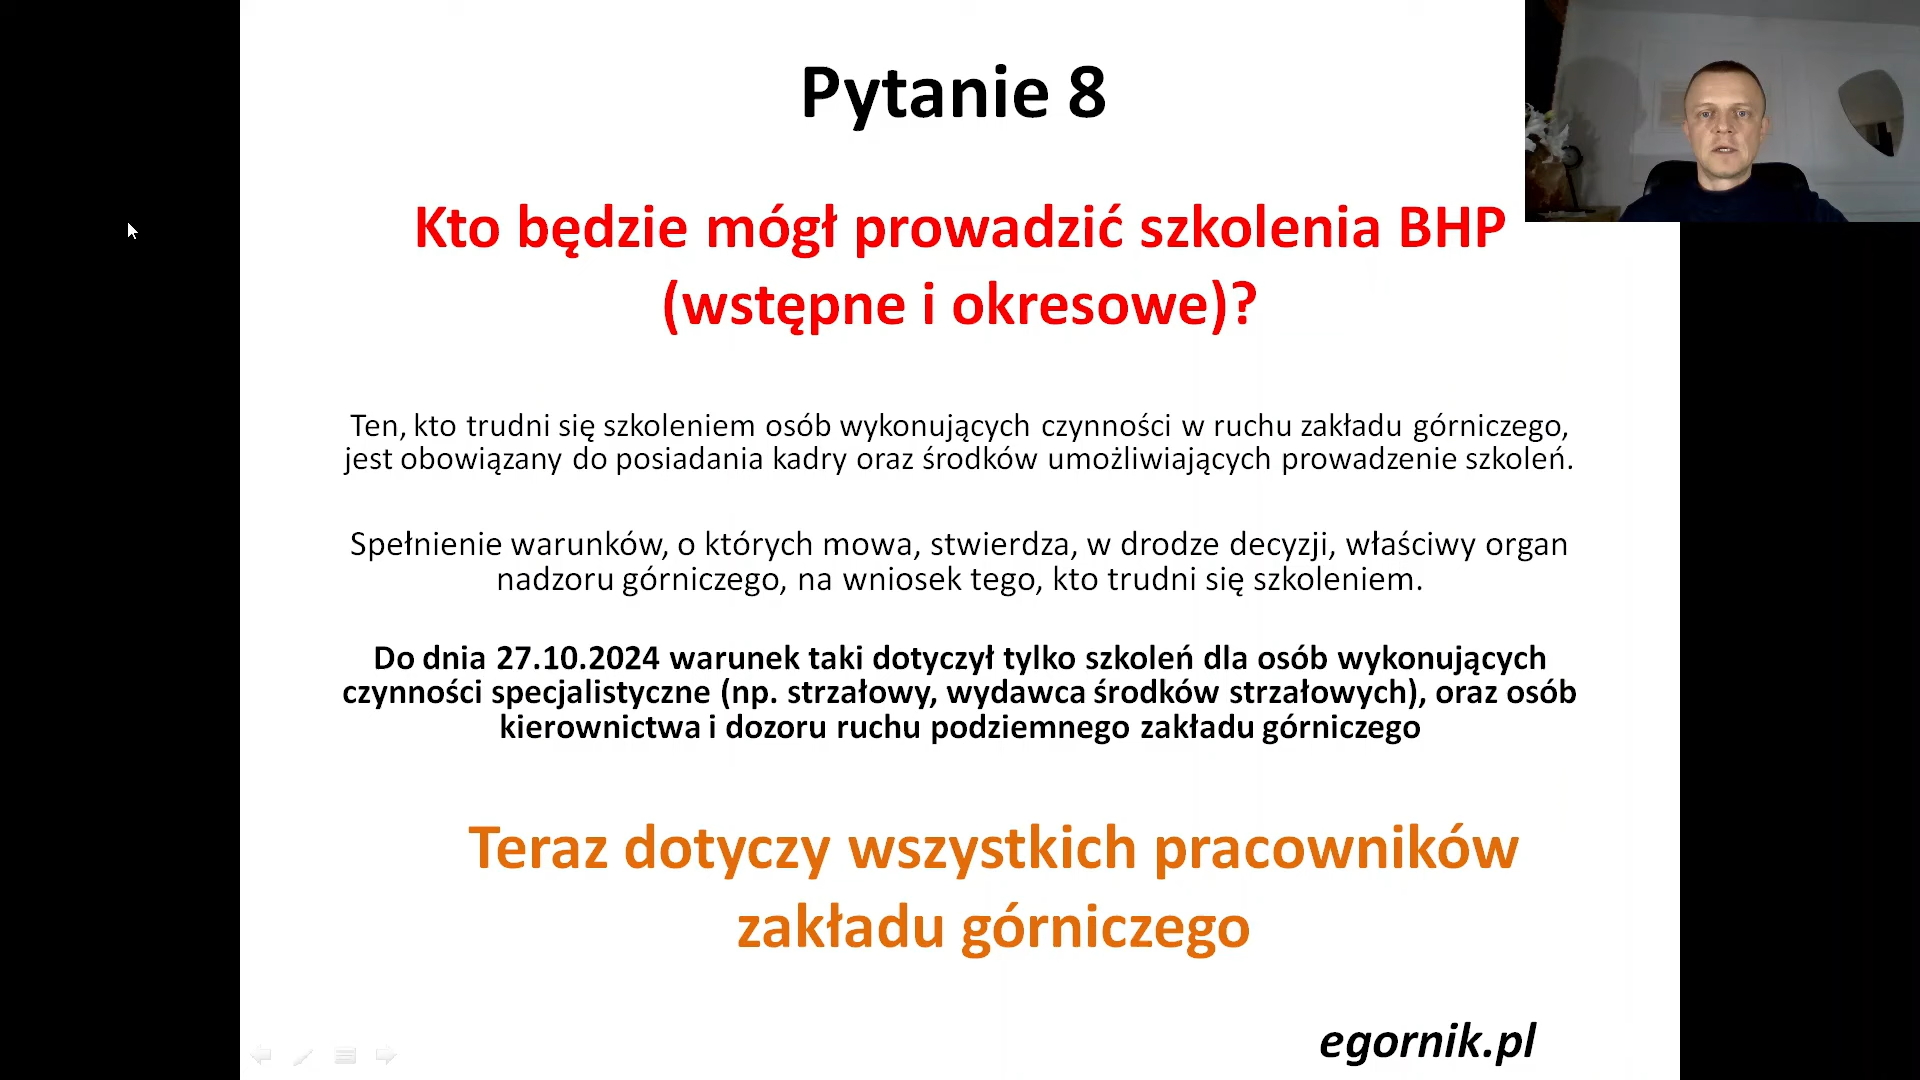 Pytanie 8
Kto będzie mógł prowadzić szkolenia BHP
(wstępne i okresowe)?
Ten, kto trudni się szkoleniem osób wykonujących czynności w ruchu zakładu górniczego,
jest obowiązany do posiadania kadry oraz środków umożliwiających prowadzenie szkoleń.
Spełnienie warunków, o których mowa, stwierdza, w drodze decyzji, właściwy organ
nadzoru górniczego, na wniosek tego, kto trudni się szkoleniem.
Do dnia 27.10.2024 warunek taki dotyczył tylko szkoleń dla osób wykonujących
czynności specjalistyczne (np. strzałowy, wydawca środków strzałowych), oraz osób
kierownictwa i dozoru ruchu podziemnego zakładu górniczego
Teraz dotyczy wszystkich pracowników
zakładu górniczego
egornik.pl